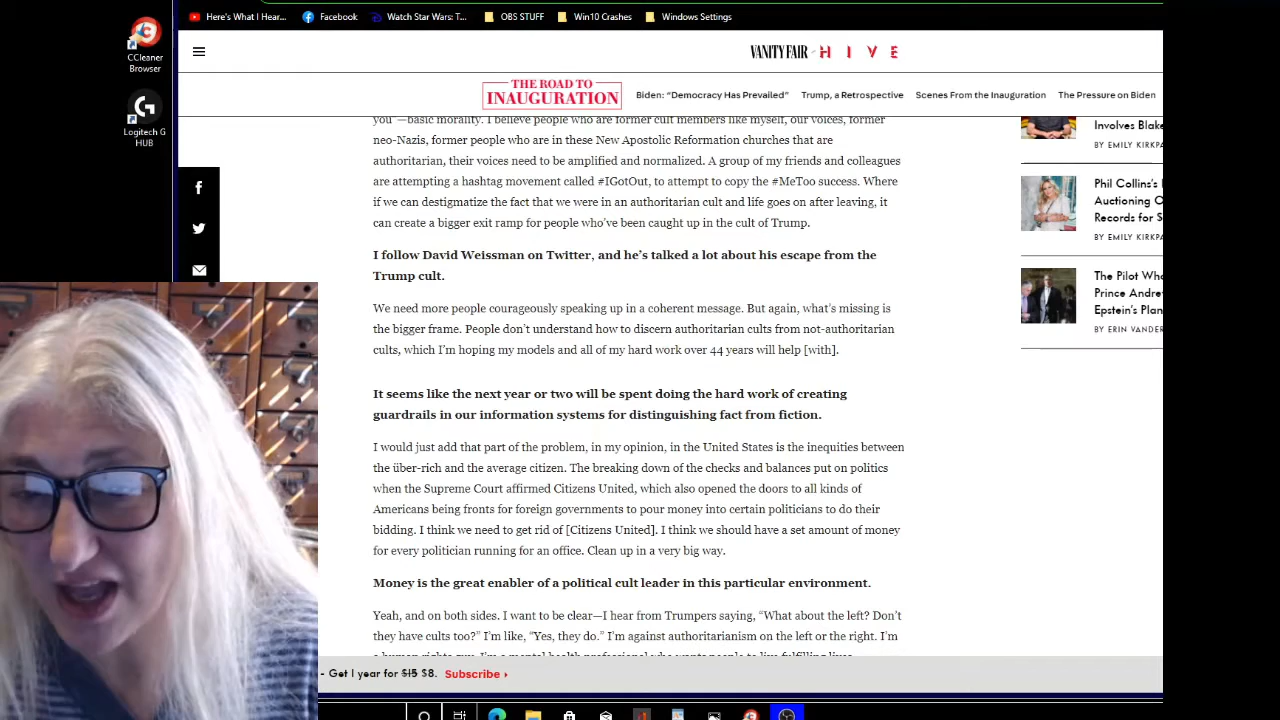 Here's What I Hear... Facebook Watch Star Wars: T... OBS STUFF Win10 Crashes Windows Settings
CCleaner
Browser
Logitech G
HUB
VANITY FAIR HIVE
THE ROAD TO
INAUGURATION
Biden: “Democracy Has Prevailed” Trump, a Retrospective Scenes From the Inauguration The Pressure on Biden
you”—basic morality. I believe people who are former cult members like myself, our voices, former
neo-Nazis, former people who are in these New Apostolic Reformation churches that are
authoritarian, their voices need to be amplified and normalized. A group of my friends and colleagues
are attempting a hashtag movement called #IGotOut, to attempt to copy the #MeToo success. Where
if we can destigmatize the fact that we were in an authoritarian cult and life goes on after leaving, it
can create a bigger exit ramp for people who’ve been caught up in the cult of Trump.
I follow David Weissman on Twitter, and he’s talked a lot about his escape from the
Trump cult.
We need more people courageously speaking up in a coherent message. But again, what’s missing is
the bigger frame. People don’t understand how to discern authoritarian cults from not-authoritarian
cults, which I’m hoping my models and all of my hard work over 44 years will help [with].
It seems like the next year or two will be spent doing the hard work of creating
guardrails in our information systems for distinguishing fact from fiction.
I would just add that part of the problem, in my opinion, in the United States is the inequities between
the über-rich and the average citizen. The breaking down of the checks and balances put on politics
when the Supreme Court affirmed Citizens United, which also opened the doors to all kinds of
Americans being fronts for foreign governments to pour money into certain politicians to do their
bidding. I think we need to get rid of [Citizens United]. I think we should have a set amount of money
for every politician running for an office. Clean up in a very big way.
Money is the great enabler of a political cult leader in this particular environment.
Yeah, and on both sides. I want to be clear—I hear from Trumpers saying, “What about the left? Don’t
they have cults too?” I’m like, “Yes, they do.” I’m against authoritarianism on the left or the right. I’m
Involves Blake
BY EMILY KIRKPA
Phil Collins’s
Auctioning O
Records for $
BY EMILY KIRKPA
The Pilot Who
Prince Andre
Epstein’s Plan
BY ERIN VANDER
- Get 1 year for $15 $8. Subscribe ›